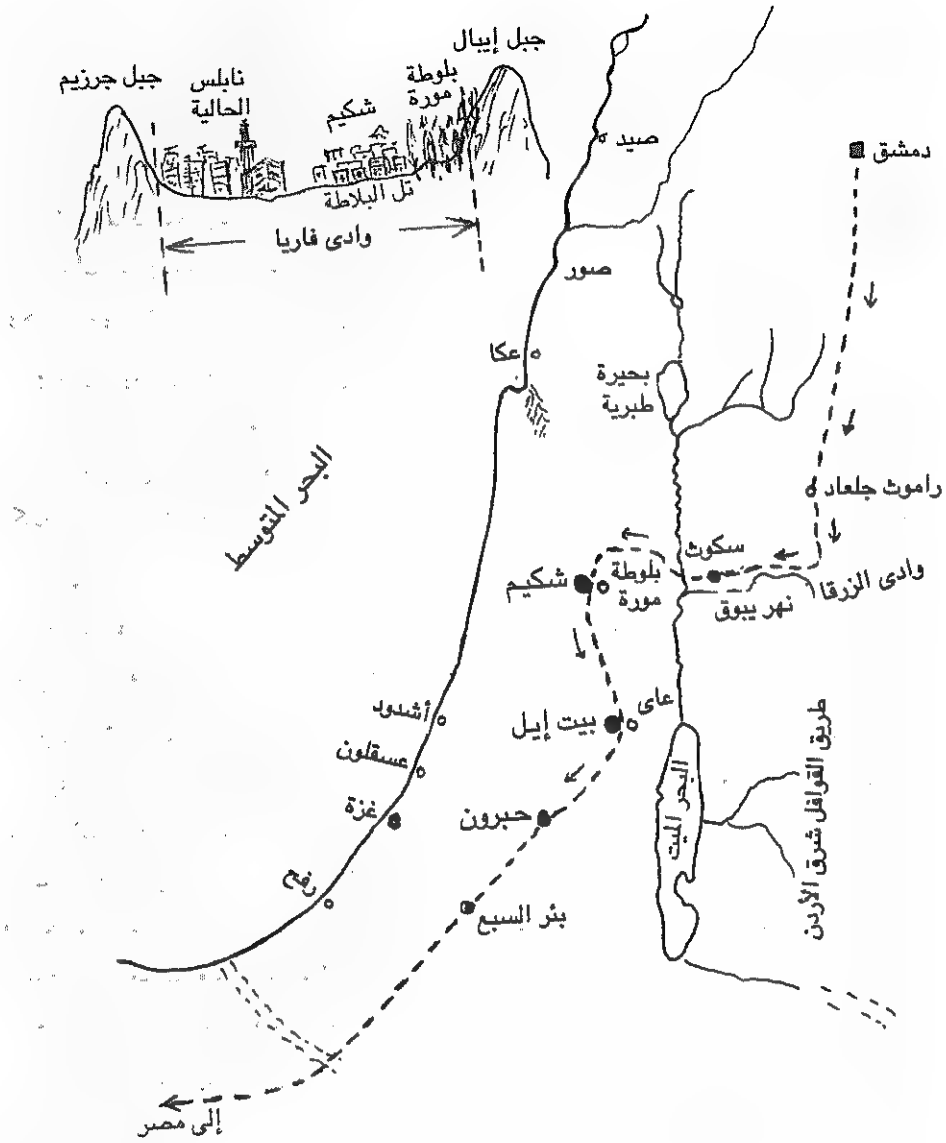 جبل إيبال
جبل جرزيم
نابلس
الحالية
شكيم
بلوطة
مورة
تل البلاطة
وادى فاريا
صيد
دمشق
صور
عكا
بحيرة
طبرية
البحر المتوسط
راموث جلعاد
سكوث
وادى الزرقا
نهر يبوق
بلوطة
مورة
شكيم
عاى
بيت إيل
أشدود
عسقلون
غزة
حبرون
البحر الميت
طريق القوافل شرق الأردن
رفح
بئر السبع
إلى مصر